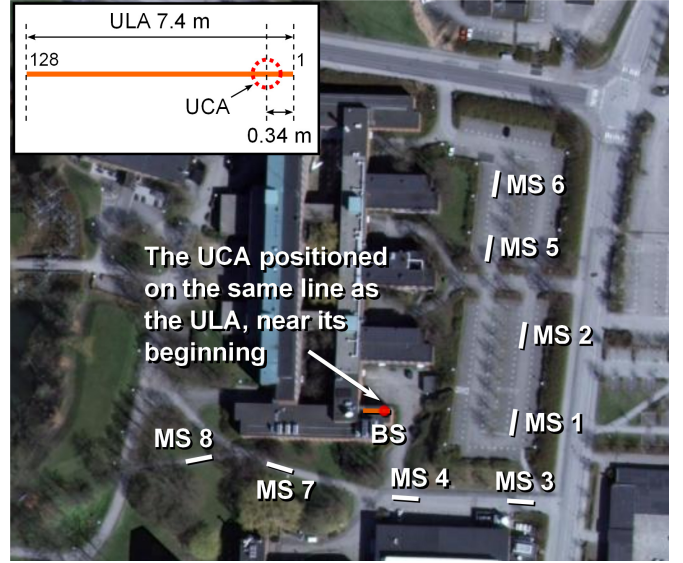 ULA 7.4 m
128
1
UCA
0.34 m
MS 6
MS 5
The UCA positioned
on the same line as
the ULA, near its
beginning
MS 2
MS 1
BS
MS 8
MS 7
MS 4
MS 3